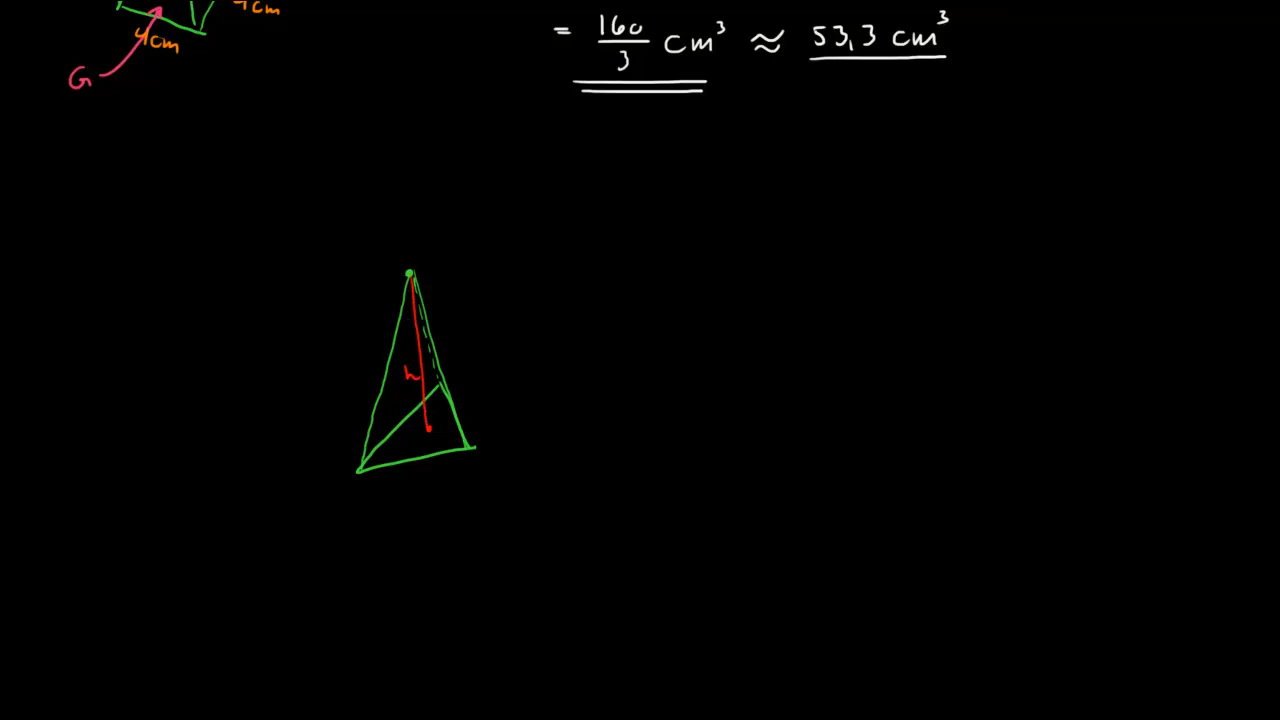 4cm
4cm
G
= 160/3 cm³ ≈ 53,3 cm³
h